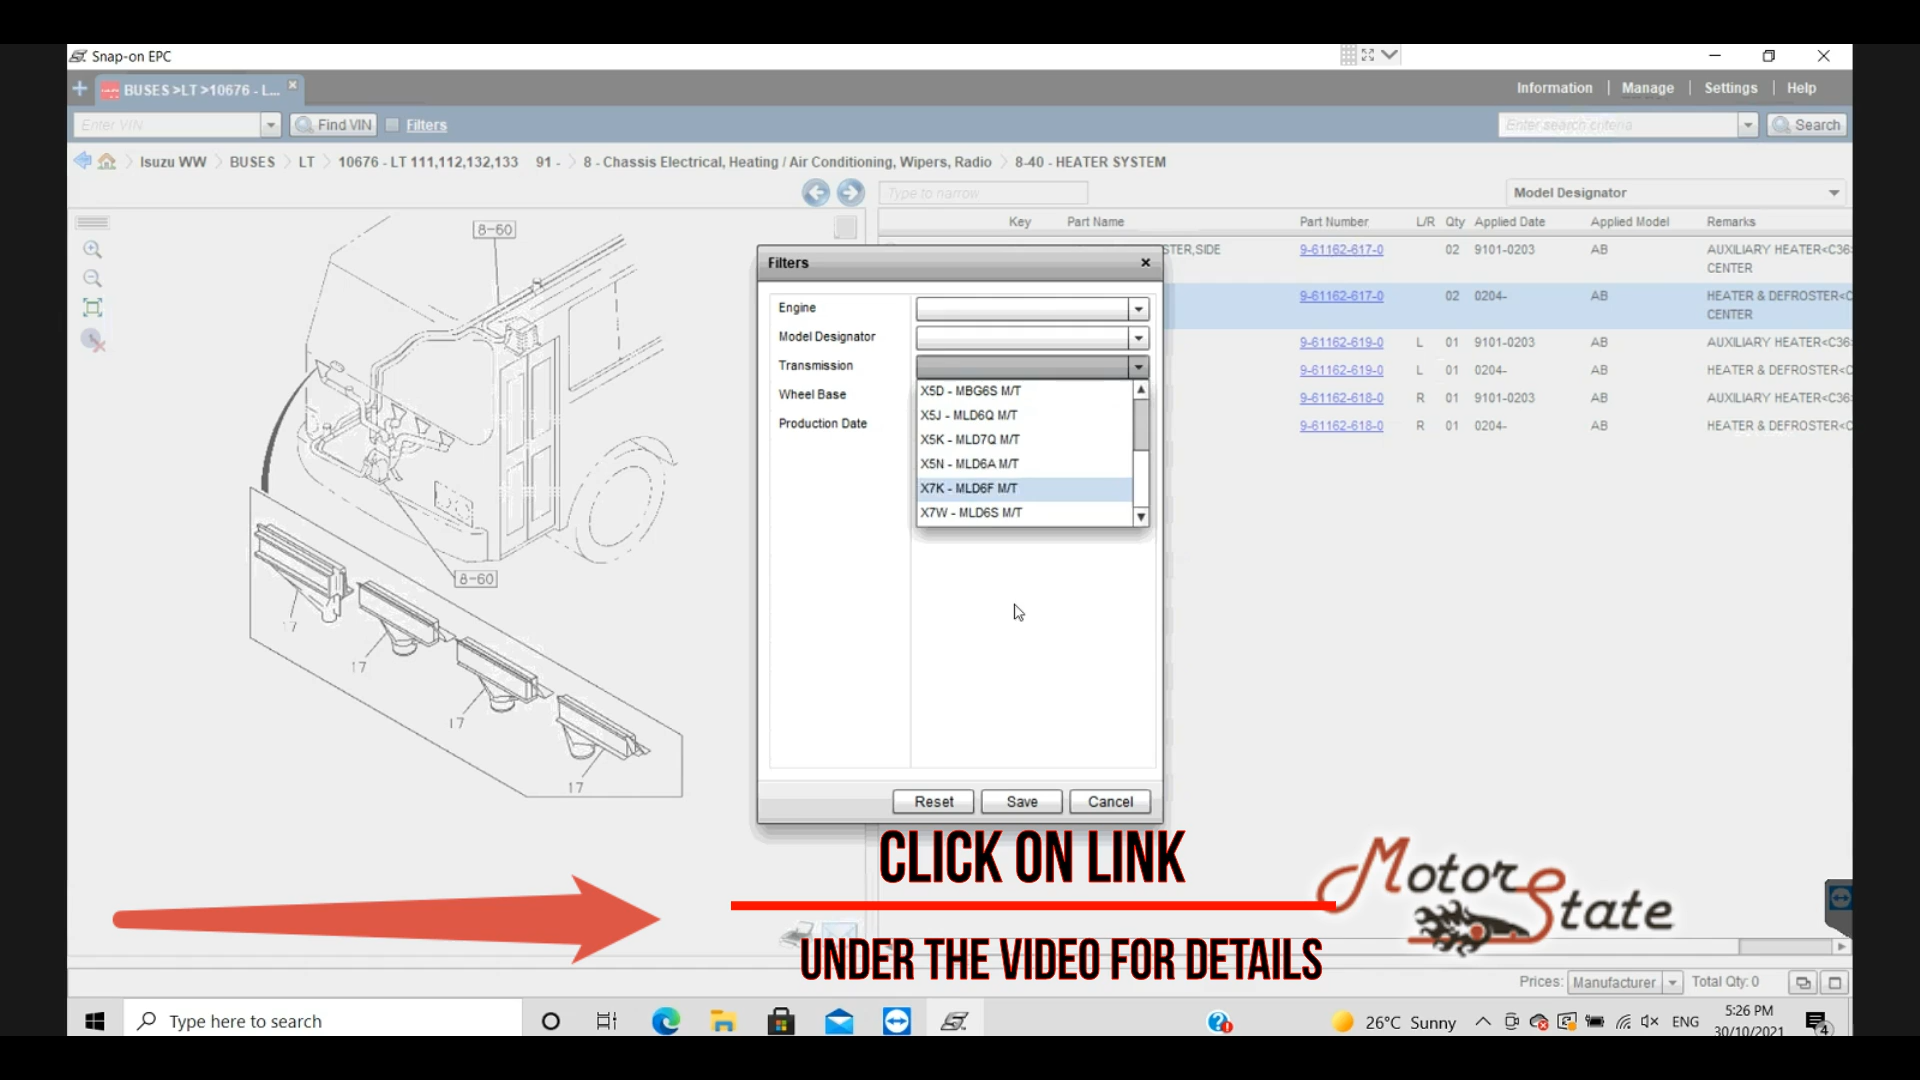 Snap-on EPC
BUSES >LT >10676 - L...
Information | Manage | Settings | Help
Enter VIN
Find VIN
Filters
Enter search criteria
Search
Isuzu WW
BUSES
LT
10676 - LT 111,112,132,133 91 -
8 - Chassis Electrical, Heating / Air Conditioning, Wipers, Radio
8-40 - HEATER SYSTEM
Type to narrow
Model Designator
Key Part Name Part Number L/R Qty Applied Date Applied Model Remarks
STER,SIDE 9-61162-617-0 02 9101-0203 AB AUXILIARY HEATER<C36
CENTER
9-61162-617-0 02 0204- AB HEATER & DEFROSTER<C
CENTER
9-61162-619-0 L 01 9101-0203 AB AUXILIARY HEATER<C36
9-61162-619-0 L 01 0204- AB HEATER & DEFROSTER<C
9-61162-618-0 R 01 9101-0203 AB AUXILIARY HEATER<C36
9-61162-618-0 R 01 0204- AB HEATER & DEFROSTER<C
8-60
8-60
17
17
17
17
Filters
Engine
Model Designator
Transmission
Wheel Base
Production Date
X5D - MBG6S M/T
X5J - MLD6Q M/T
X5K - MLD7Q M/T
X5N - MLD6A M/T
X7K - MLD6F M/T
X7W - MLD6S M/T
Reset
Save
Cancel
CLICK ON LINK
UNDER THE VIDEO FOR DETAILS
Motor State
Prices: Manufacturer Total Qty: 0
Type here to search
26°C Sunny
ENG
5:26 PM
30/10/2021
4